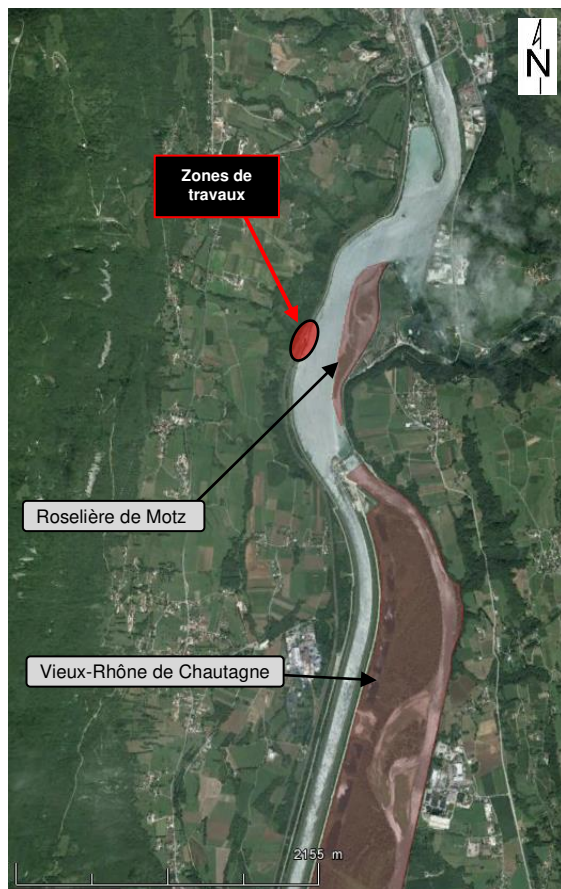 N
Zones de
travaux
Roselière de Motz
Vieux-Rhône de Chautagne
2155 m